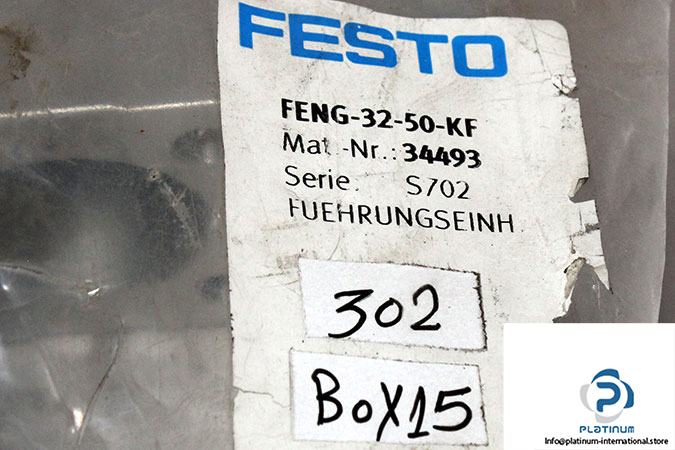 FESTO
FENG-32-50-KF
Mat.-Nr.: 34493
Serie. S702
FUEHRUNGSEINH
302
BoX15
PLATINUM
Info@platinum-international.store